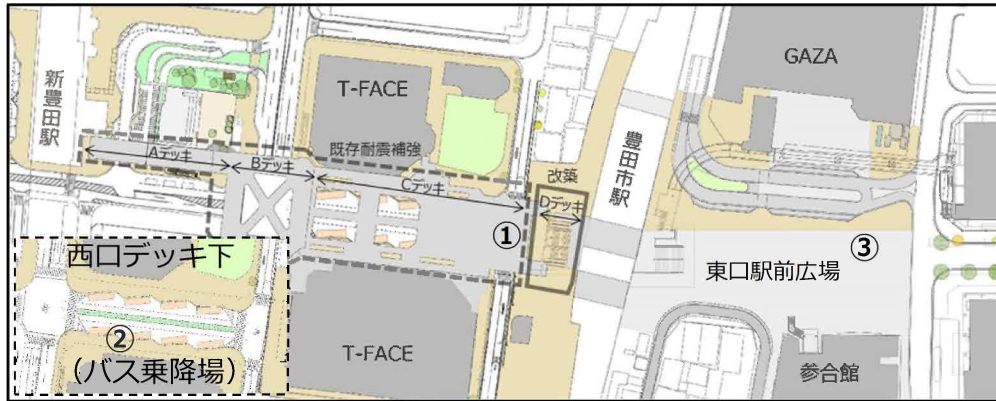 新豊田駅
T-FACE
GAZA
豊田市駅
既存耐震補強
改築
Aデッキ
Bデッキ
Cデッキ
Dデッキ
①
③
西口デッキ下
東口駅前広場
②
(バス乗降場)
T-FACE
参合館